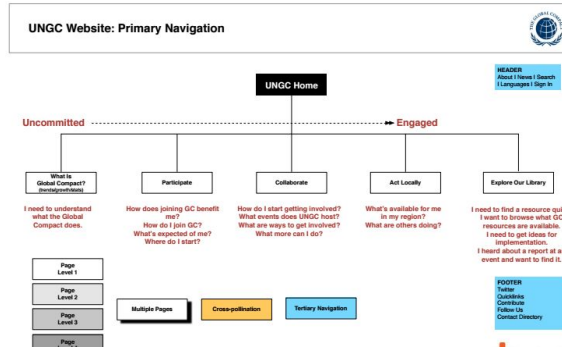 UNGC Website: Primary Navigation
THE GLOBAL COMPACT
HEADER
About I News I Search
I Languages I Sign In
UNGC Home
Uncommitted
Engaged
What is
Global Compact?
(trends/growth/stats)
Participate
Collaborate
Act Locally
Explore Our Library
I need to understand
what the Global
Compact does.
How does joining GC benefit
me?
How do I join GC?
What's expected of me?
Where do I start?
How do I start getting involved?
What events does UNGC host?
What are ways to get involved?
What more can I do?
What's available for me
in my region?
What are others doing?
I need to find a resource
I want to browse what
resources are available.
I need to get ideas for
implementation.
I heard about a report at
event and want to find it.
Page
Level 1
Page
Level 2
Page
Level 3
Page
Multiple Pages
Cross-pollination
Tertiary Navigation
FOOTER
Twitter
Quicklinks
Contribute
Follow Us
Contact Directory